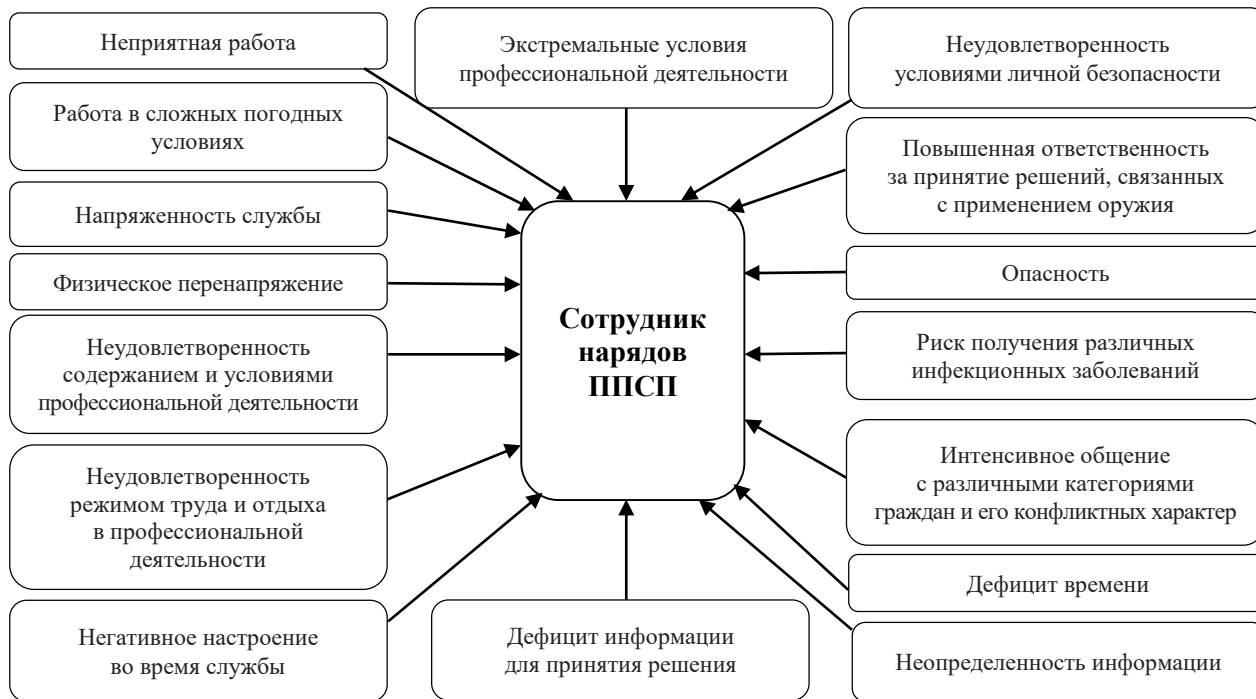 Неприятная работа
Работа в сложных погодных
условиях
Напряженность службы
Физическое перенапряжение
Неудовлетворенность
содержанием и условиями
профессиональной деятельности
Неудовлетворенность
режимом труда и отдыха
в профессиональной
деятельности
Негативное настроение
во время службы
Экстремальные условия
профессиональной деятельности
Сотрудник
нарядов
ППСП
Дефицит информации
для принятия решения
Неудовлетворенность
условиями личной безопасности
Повышенная ответственность
за принятие решений, связанных
с применением оружия
Опасность
Риск получения различных
инфекционных заболеваний
Интенсивное общение
с различными категориями
граждан и его конфликтных характер
Дефицит времени
Неопределенность информации